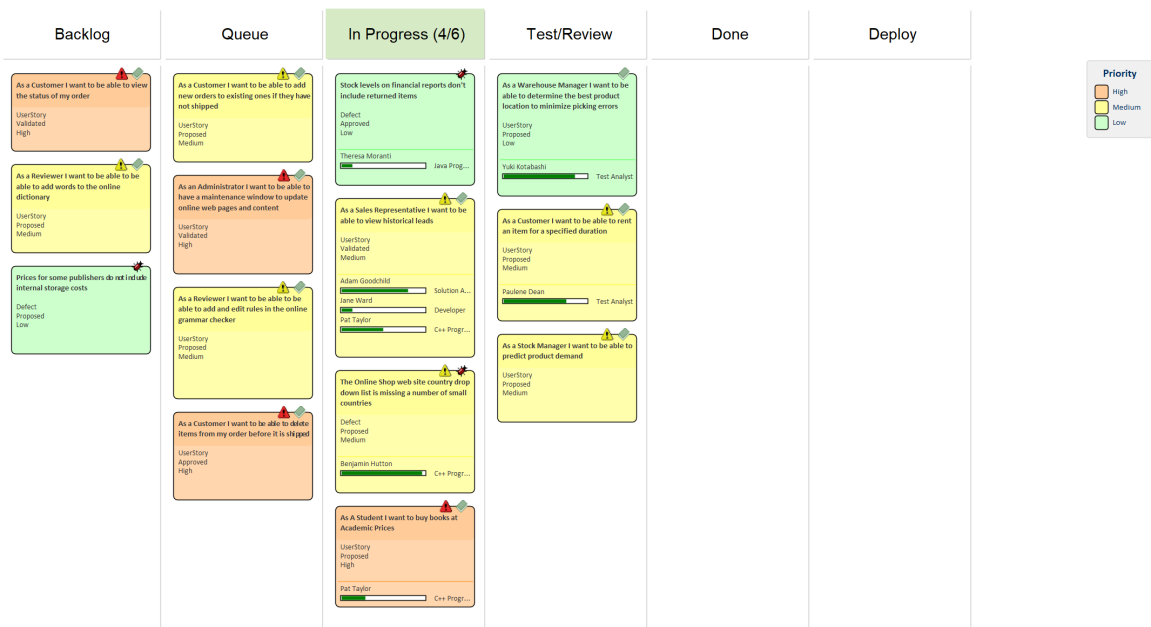 Backlog
Queue
In Progress (4/6)
Test/Review
Done
Deploy
As a Customer I want to be able to view
the status of my order
UserStory
Validated
High
As a Reviewer I want to be able to be
able to add words to the online
dictionary
UserStory
Proposed
Medium
Prices for some publishers do not include
internal storage costs
Defect
Proposed
Low
As a Customer I want to be able to add
new orders to existing ones if they have
not shipped
UserStory
Proposed
Medium
As an Administrator I want to be able to
have a maintenance window to update
online web pages and content
UserStory
Validated
High
As a Reviewer I want to be able to be
able to add and edit rules in the online
grammar checker
UserStory
Proposed
Medium
As a Customer I want to be able to delete
items from my order before it is shipped
UserStory
Approved
High
Stock levels on financial reports don't
include returned items
Defect
Approved
Low
Theresa Moranti
Java Prog...
As a Sales Representative I want to be
able to view historical leads
UserStory
Validated
Medium
Adam Goodchild
Solution A...
Jane Ward
Developer
Pat Taylor
C++ Progr...
The Online Shop web site country drop
down list is missing a number of small
countries
Defect
Proposed
Medium
Benjamin Hutton
C++ Progr...
As A Student I want to buy books at
Academic Prices
UserStory
Proposed
High
Pat Taylor
C++ Progr...
As a Warehouse Manager I want to be
able to determine the best product
location to minimize picking errors
UserStory
Proposed
Low
Yuki Kotabashi
Test Analyst
As a Customer I want to be able to rent
an item for a specified duration
UserStory
Proposed
Medium
Paulene Dean
Test Analyst
As a Stock Manager I want to be able to
predict product demand
UserStory
Proposed
Medium
Priority
High
Medium
Low